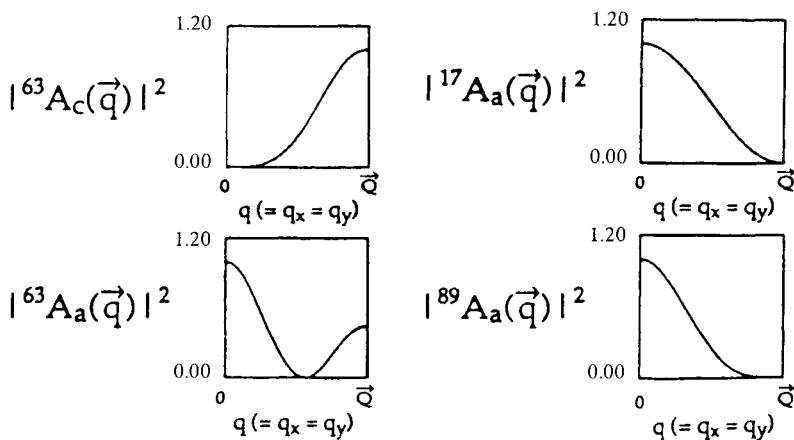 1.20
|⁶³A_c(q⃗)|²
0.00
0 Q⃗
q (= q_x = q_y)
1.20
|¹⁷A_a(q⃗)|²
0.00
0 Q⃗
q (= q_x = q_y)
1.20
|⁶³A_a(q⃗)|²
0.00
0 Q⃗
q (= q_x = q_y)
1.20
|⁸⁹A_a(q⃗)|²
0.00
0 Q⃗
q (= q_x = q_y)